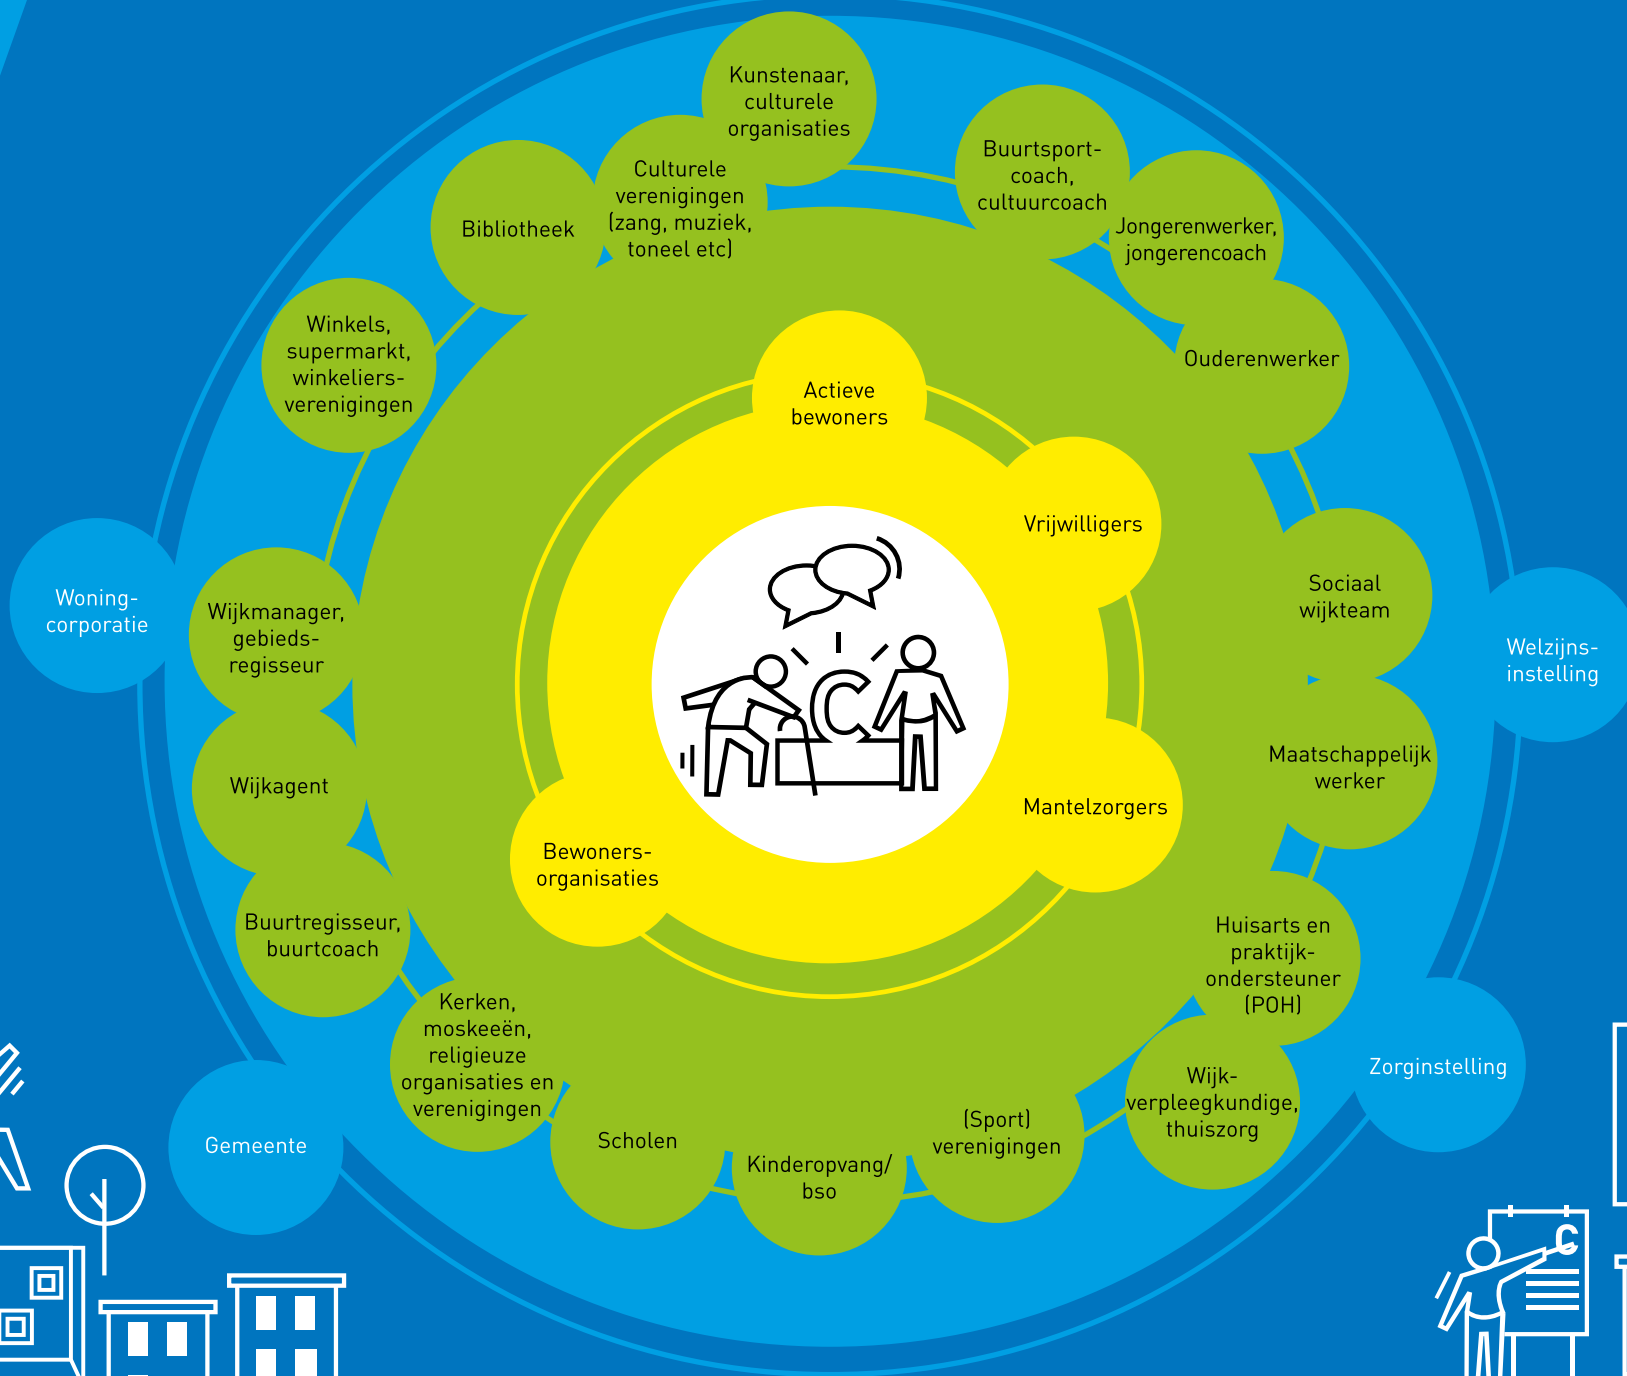 Kunstenaar,
culturele
organisaties
Buurtsport-
coach,
cultuurcoach
Culturele
verenigingen
(zang, muziek,
toneel etc)
Bibliotheek
Jongerenwerker,
jongerencoach
Winkels,
supermarkt,
winkeliers-
verenigingen
Ouderenwerker
Actieve
bewoners
Vrijwilligers
Woning-
corporatie
Wijkmanager,
gebieds-
regisseur
Sociaal
wijkteam
Welzijns-
instelling
C
Wijkagent
Maatschappelijk
werker
Mantelzorgers
Bewoners-
organisaties
Buurtregisseur,
buurtcoach
Huisarts en
praktijk-
ondersteuner
(POH)
Kerken,
moskeeën,
religieuze
organisaties en
verenigingen
Zorginstelling
Wijk-
verpleegkundige,
thuiszorg
Gemeente
Scholen
(Sport)
verenigingen
Kinderopvang/
bso
C